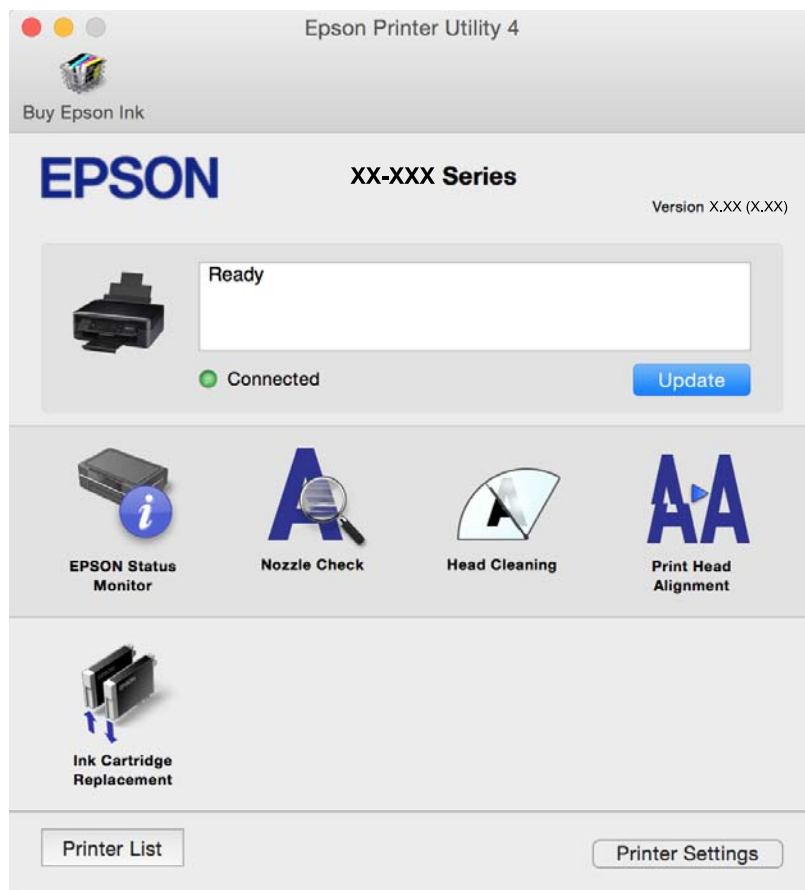 Epson Printer Utility 4
Buy Epson Ink
EPSON
XX-XXX Series
Version X.XX (X.XX)
Ready
Connected
Update
EPSON Status
Monitor
Nozzle Check
Head Cleaning
Print Head
Alignment
Ink Cartridge
Replacement
Printer List
Printer Settings